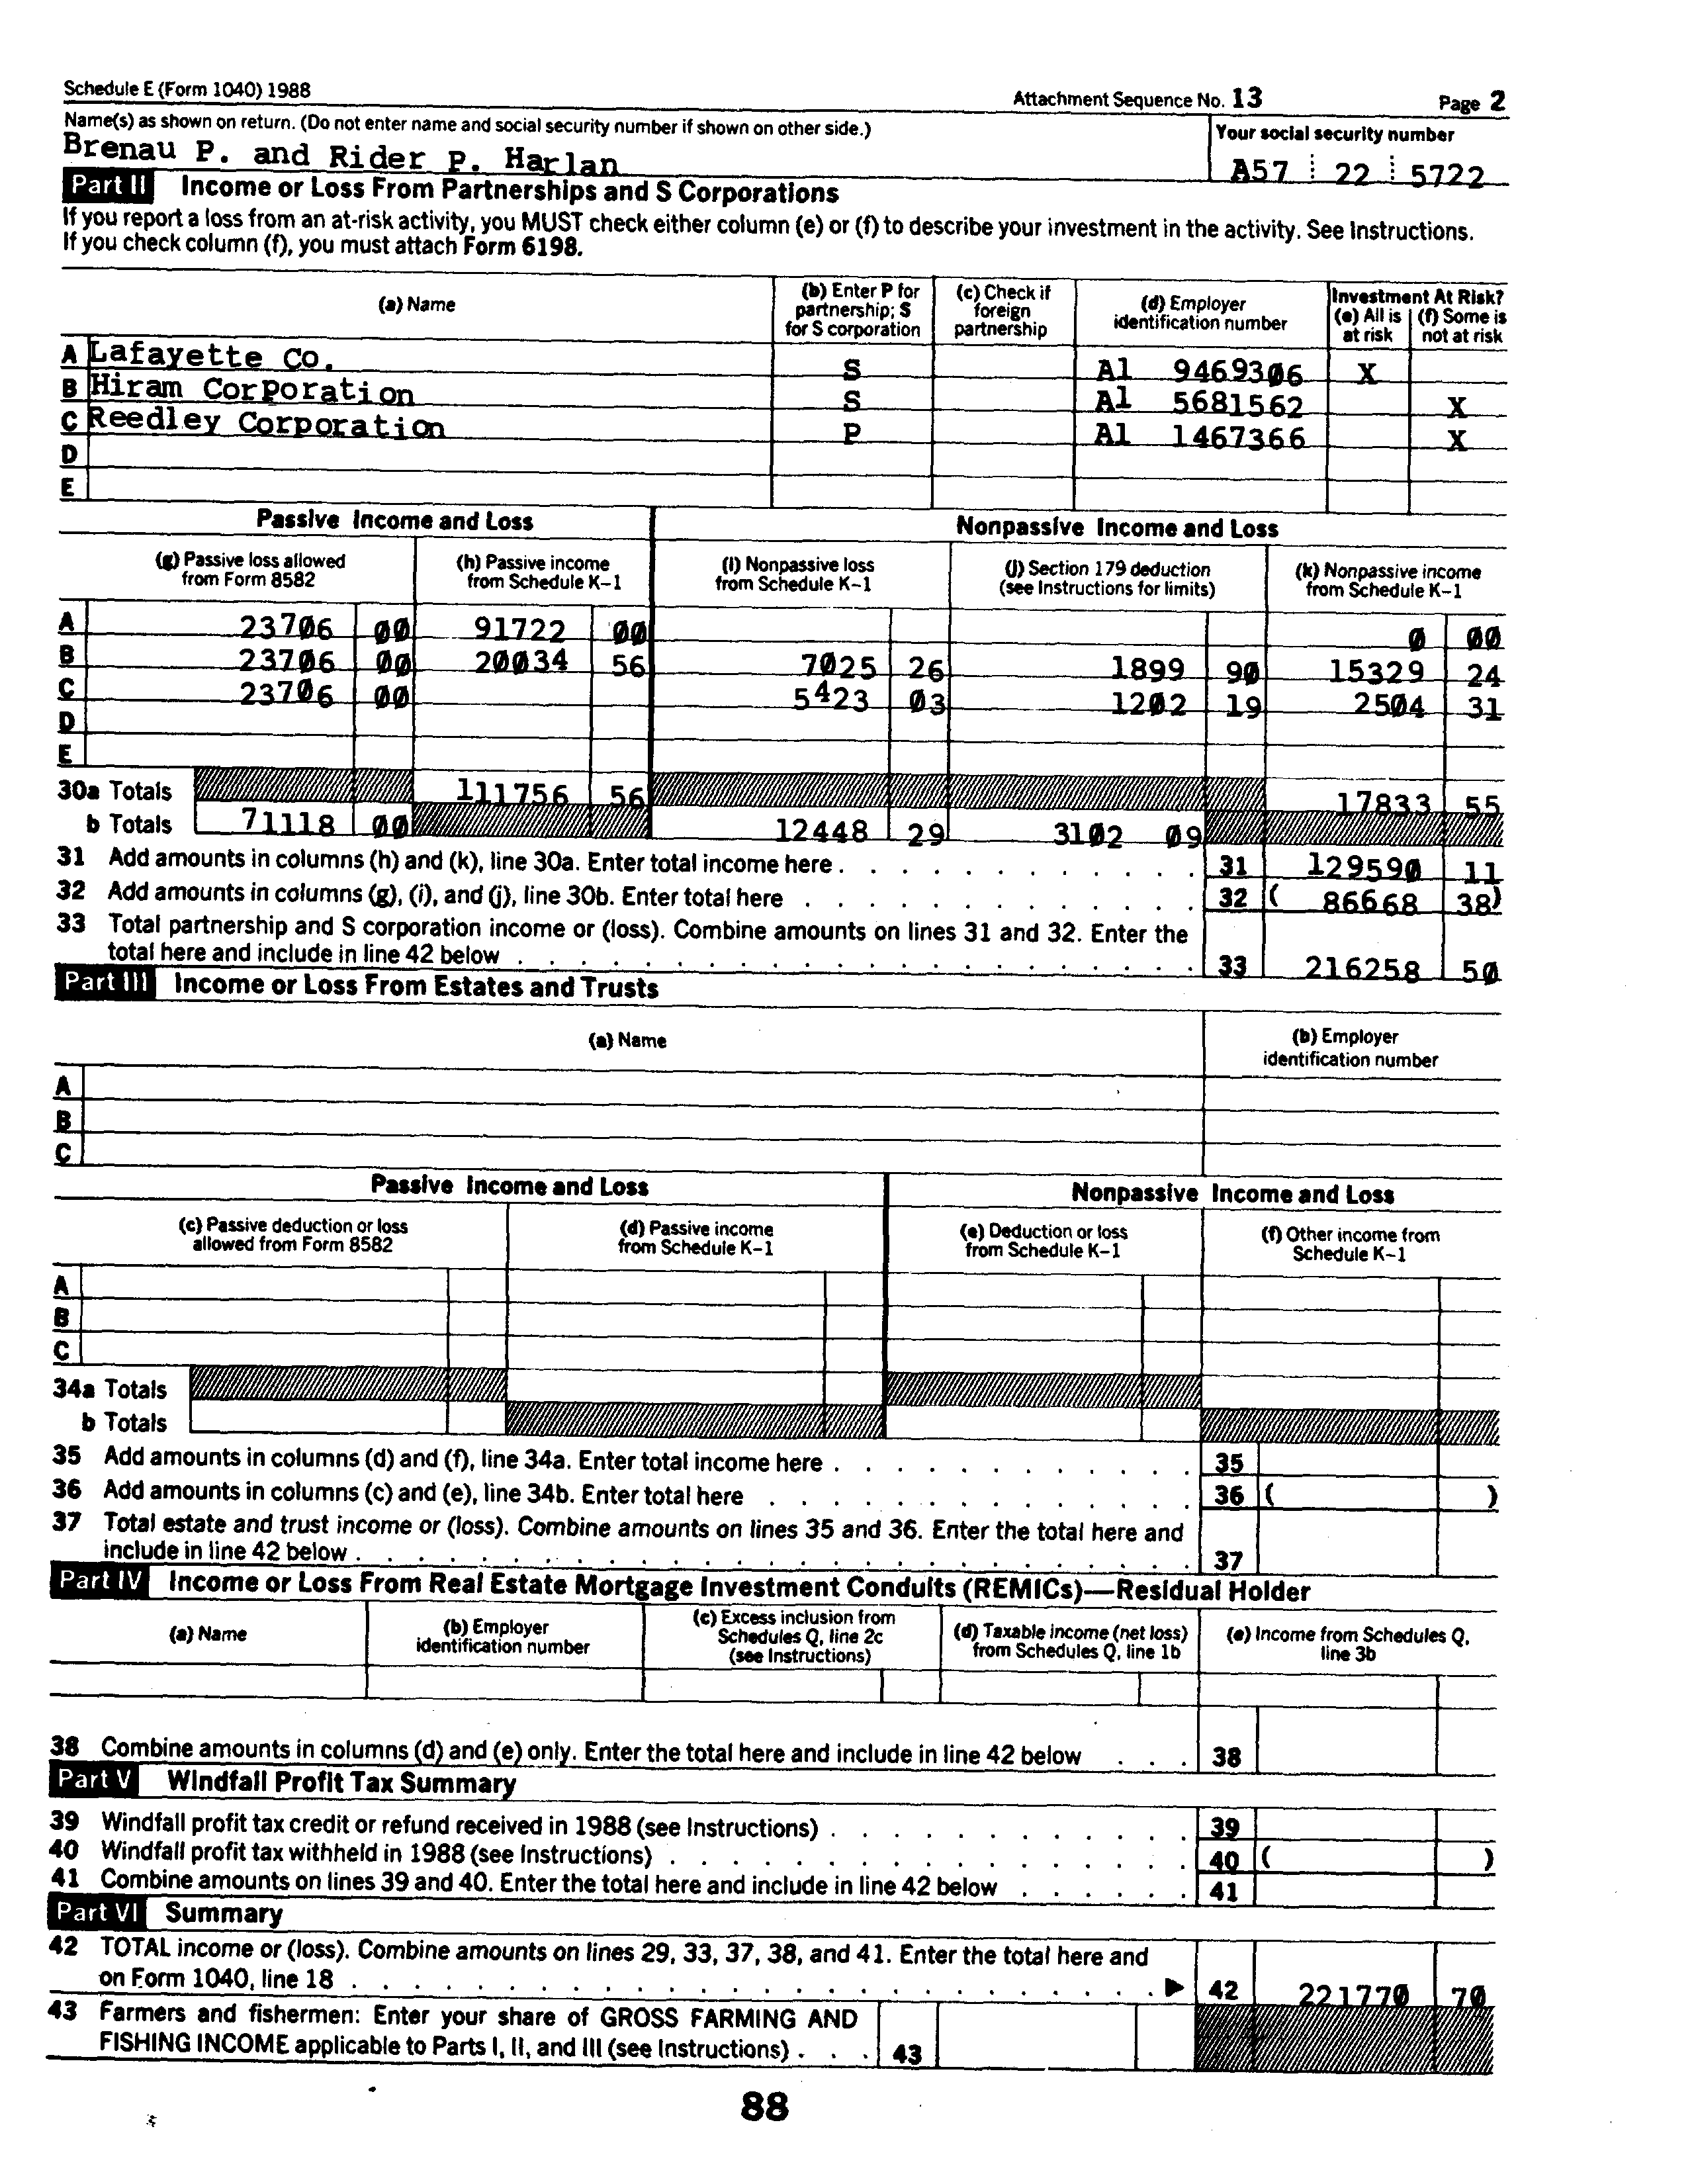 Schedule E (Form 1040) 1988 Attachment Sequence No. 13 Page 2
Name(s) as shown on return. (Do not enter name and social security number if shown on other side.) Your social security number
Brenau P. and Rider P. Harlan A57 22 5722
Part II Income or Loss From Partnerships and S Corporations
If you report a loss from an at-risk activity, you MUST check either column (e) or (f) to describe your investment in the activity. See Instructions.
If you check column (f), you must attach Form 6198.
(a) Name
(b) Enter P for partnership; S for S corporation
(c) Check if foreign partnership
(d) Employer identification number
Investment At Risk?
(e) All is at risk
(f) Some is not at risk
A Lafayette Co. S Al 9469306 X
B Hiram Corporation S Al 5681562 X
C Reedley Corporation P Al 1467366 X
D
E
Passive Income and Loss Nonpassive Income and Loss
(g) Passive loss allowed from Form 8582
(h) Passive income from Schedule K-1
(i) Nonpassive loss from Schedule K-1
(j) Section 179 deduction (see Instructions for limits)
(k) Nonpassive income from Schedule K-1
A 23706 00 91722 00 0 00
B 23706 00 20034 56 7025 26 1899 90 15329 24
C 23706 00 5423 03 1202 19 2504 31
D
E
30a Totals 111756 56 17833 55
b Totals 71118 00 12448 29 3102 09
31 Add amounts in columns (h) and (k), line 30a. Enter total income here . . . 31 129590 11
32 Add amounts in columns (g), (i), and (j), line 30b. Enter total here . . . 32 ( 86668 38)
33 Total partnership and S corporation income or (loss). Combine amounts on lines 31 and 32. Enter the
total here and include in line 42 below . . . 33 216258 50
Part III Income or Loss From Estates and Trusts
(a) Name
(b) Employer identification number
A
B
C
Passive Income and Loss Nonpassive Income and Loss
(c) Passive deduction or loss allowed from Form 8582
(d) Passive income from Schedule K-1
(e) Deduction or loss from Schedule K-1
(f) Other income from Schedule K-1
A
B
C
34a Totals
b Totals
35 Add amounts in columns (d) and (f), line 34a. Enter total income here . . . 35
36 Add amounts in columns (c) and (e), line 34b. Enter total here . . . 36 ( )
37 Total estate and trust income or (loss). Combine amounts on lines 35 and 36. Enter the total here and
include in line 42 below . . . 37
Part IV Income or Loss From Real Estate Mortgage Investment Conduits (REMICs)—Residual Holder
(a) Name
(b) Employer identification number
(c) Excess inclusion from Schedules Q, line 2c (see Instructions)
(d) Taxable income (net loss) from Schedules Q, line 1b
(e) Income from Schedules Q, line 3b
38 Combine amounts in columns (d) and (e) only. Enter the total here and include in line 42 below . . . 38
Part V Windfall Profit Tax Summary
39 Windfall profit tax credit or refund received in 1988 (see Instructions) . . . 39
40 Windfall profit tax withheld in 1988 (see Instructions) . . . 40 ( )
41 Combine amounts on lines 39 and 40. Enter the total here and include in line 42 below . . . 41
Part VI Summary
42 TOTAL income or (loss). Combine amounts on lines 29, 33, 37, 38, and 41. Enter the total here and
on Form 1040, line 18 . . . ▶ 42 221770 70
43 Farmers and fishermen: Enter your share of GROSS FARMING AND
FISHING INCOME applicable to Parts I, II, and III (see Instructions) . . . 43
88